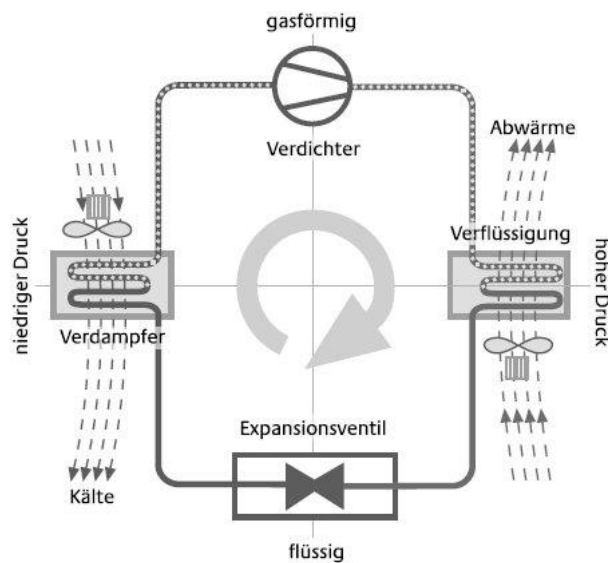 gasförmig
Verdichter
Abwärme
niedriger Druck
Verflüssigung
hoher Druck
Verdampfer
Expansionsventil
Kälte
flüssig